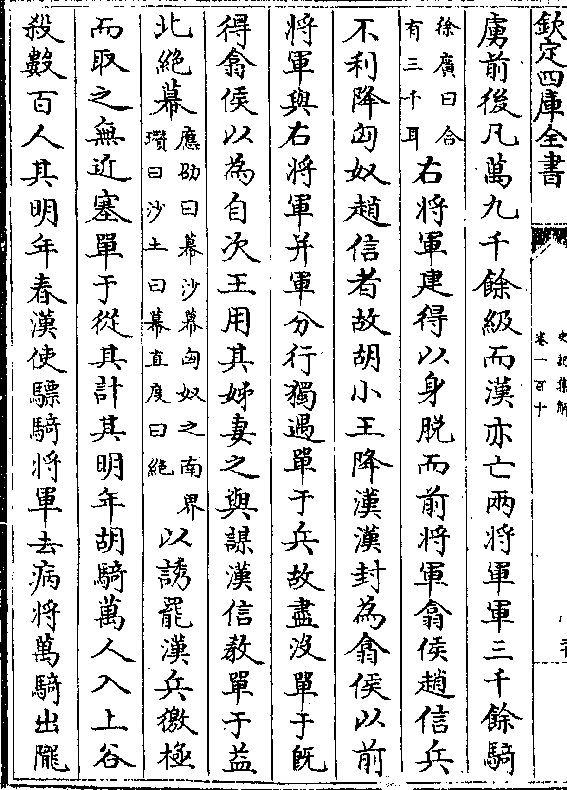 欽定四庫全書
史記集解
卷一百十
虜前後凡萬九千餘級而漢亦亡兩將軍軍三千餘騎
徐廣曰合
有三千耳
右將軍建得以身脫而前將軍翕侯趙信兵
不利降匈奴趙信者故胡小王降漢漢封為翕侯以前
將軍與右將軍并軍分行獨遇單于兵故盡沒單于既
得翕侯以為自次王用其姊妻之與謀漢信教單于益
北絕幕
應劭曰幕沙幕匈奴之南界
瓚曰沙土曰幕直度曰絕
以誘罷漢兵徼極
而取之無近塞單于從其計其明年胡騎萬人入上谷
殺數百人其明年春漢使驃騎將軍去病將萬騎出隴